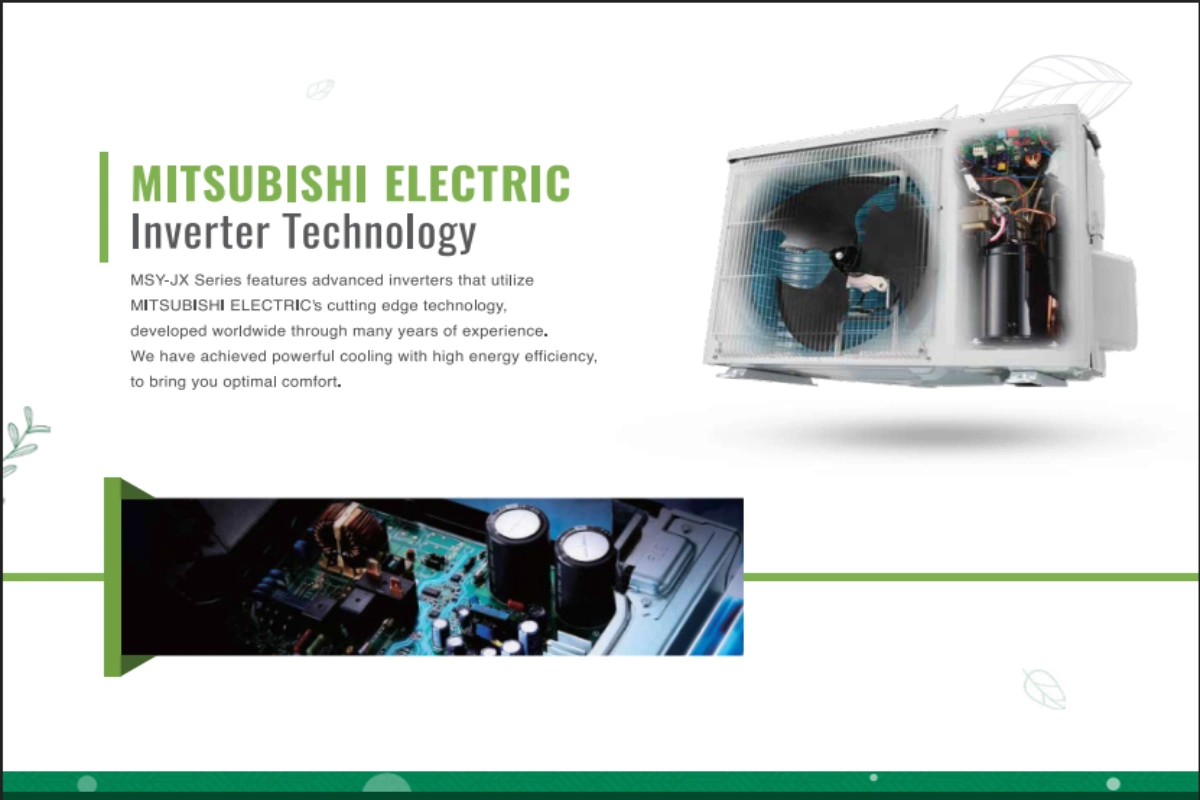 MITSUBISHI ELECTRIC
Inverter Technology
MSY-JX Series features advanced inverters that utilize
MITSUBISHI ELECTRIC's cutting edge technology,
developed worldwide through many years of experience.
We have achieved powerful cooling with high energy efficiency,
to bring you optimal comfort.